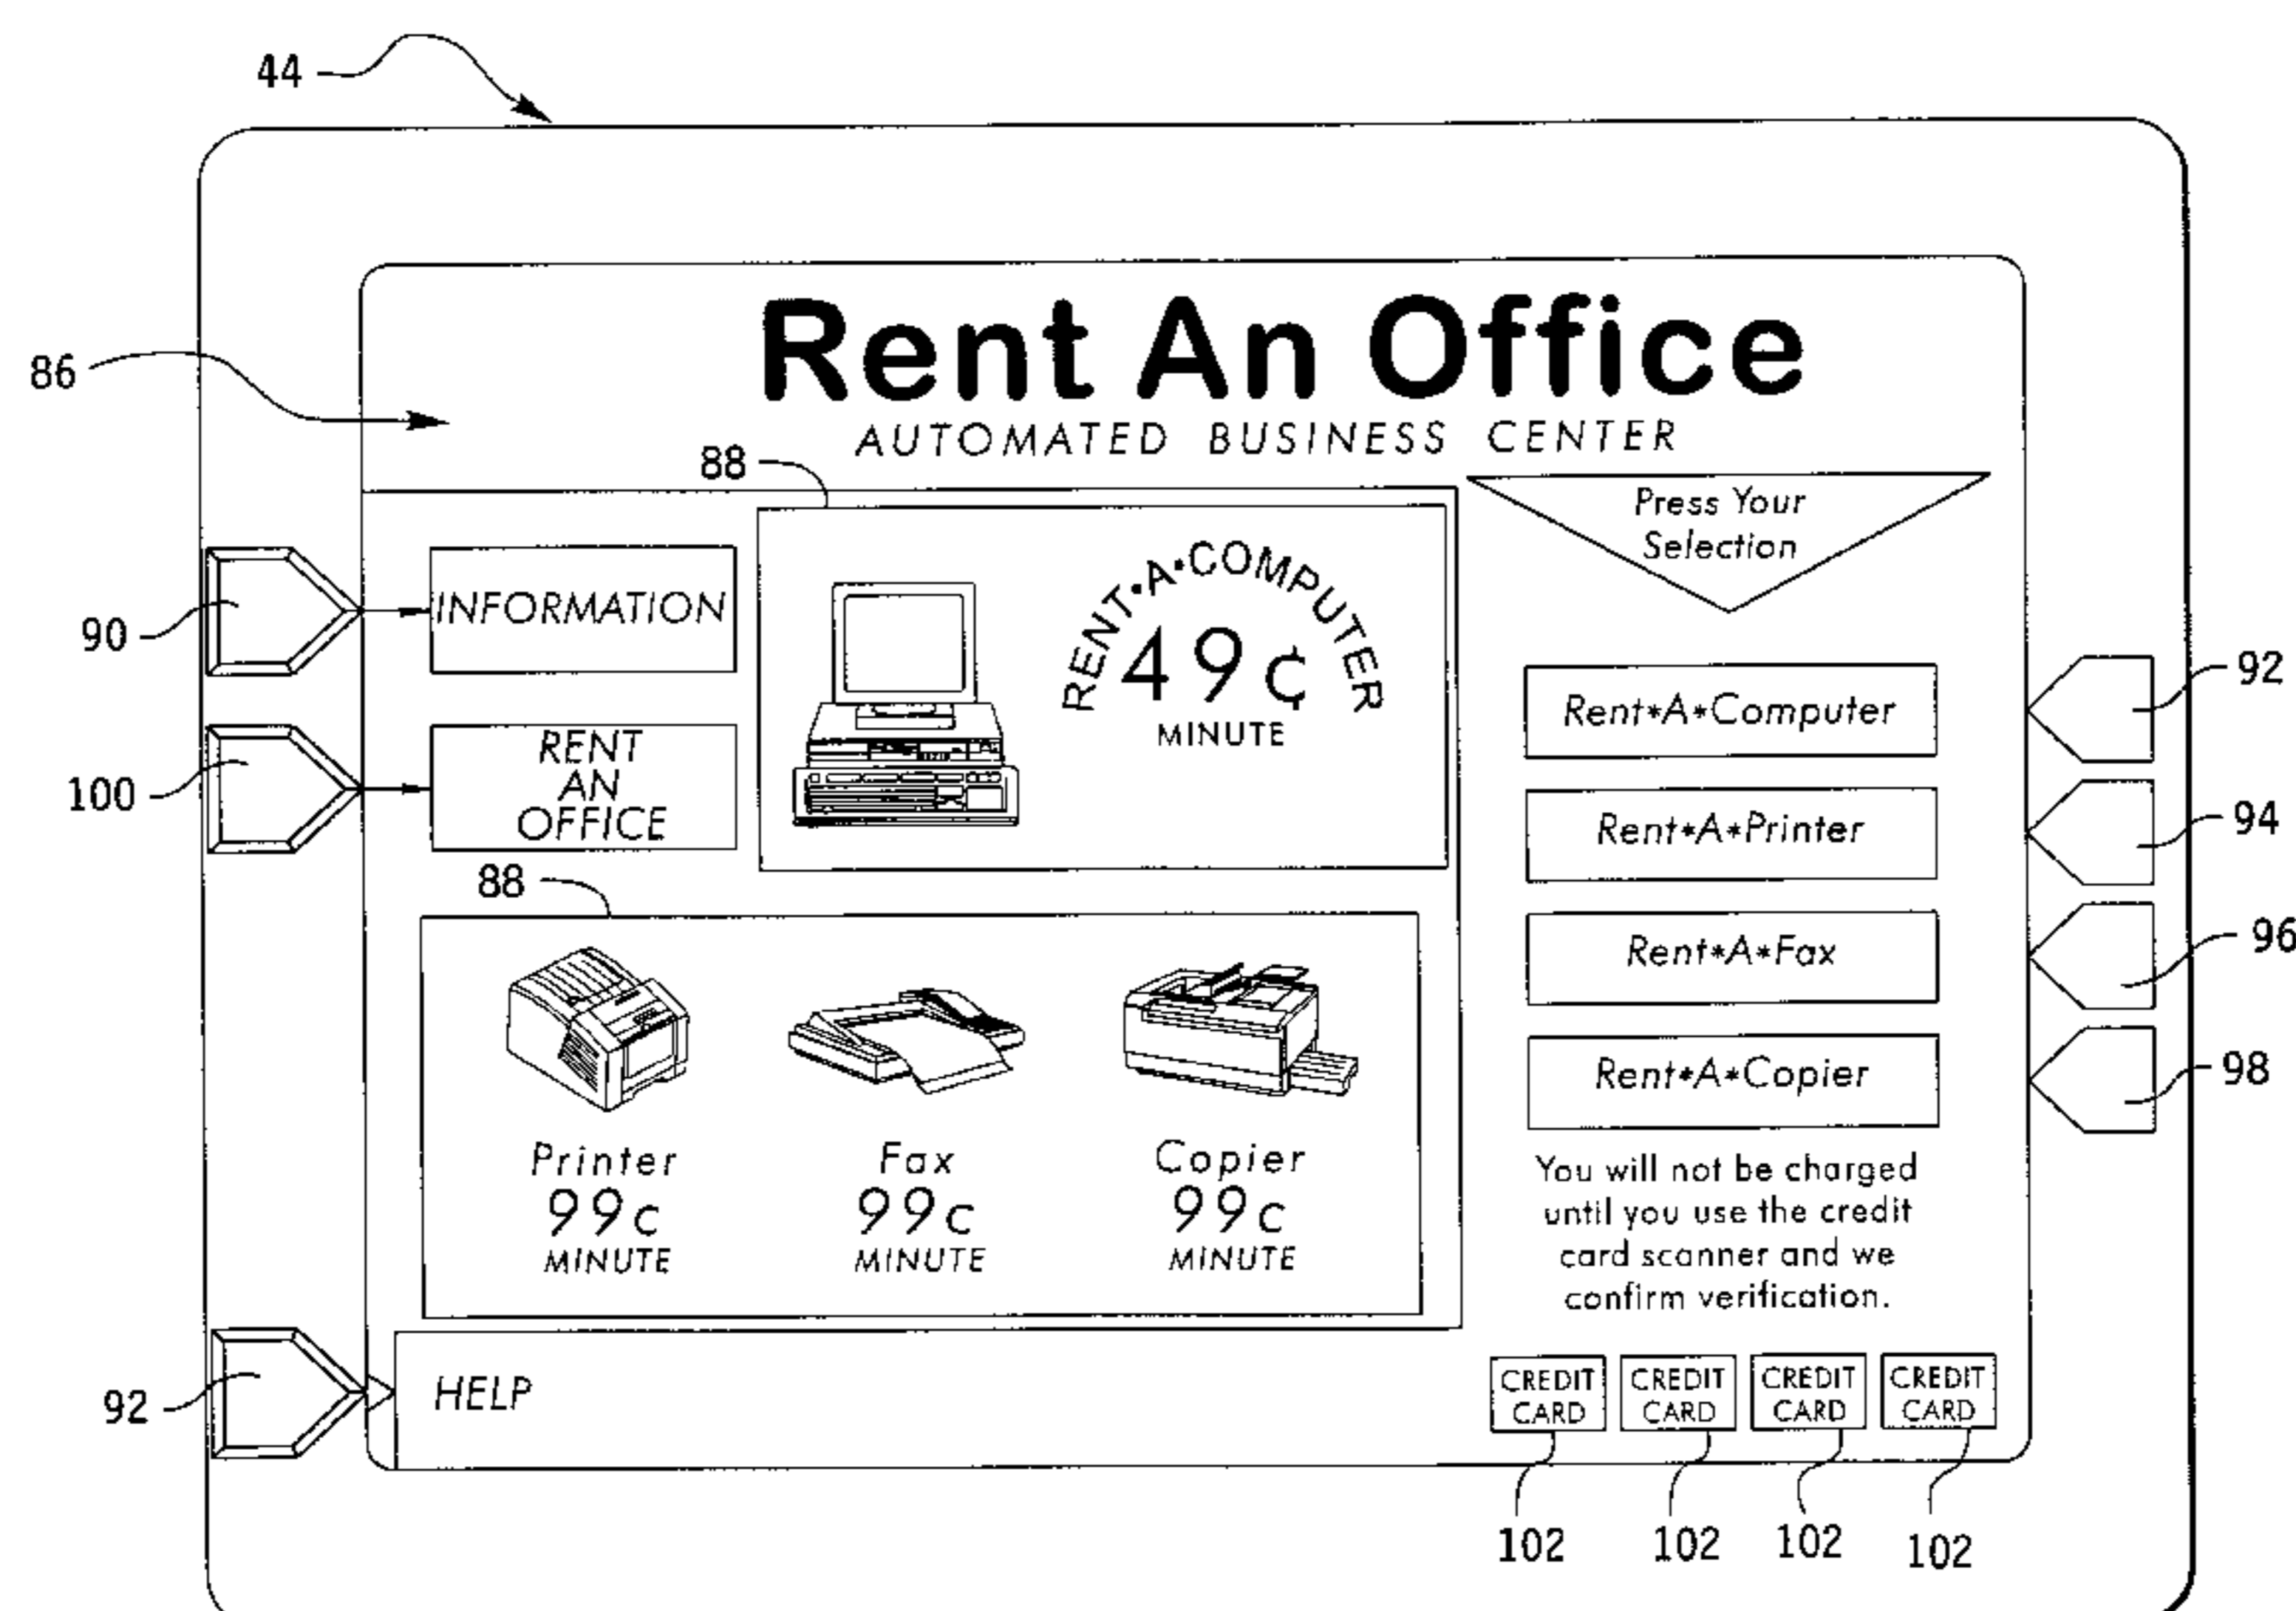 44
Rent An Office
AUTOMATED BUSINESS CENTER
86
88
Press Your
Selection
90
INFORMATION
RENT•A•COMPUTER
49¢
MINUTE
100
RENT
AN
OFFICE
Rent*A*Computer
92
Rent*A*Printer
94
Rent*A*Fax
96
Rent*A*Copier
98
88
Printer
99c
MINUTE
Fax
99c
MINUTE
Copier
99c
MINUTE
You will not be charged
until you use the credit
card scanner and we
confirm verification.
92
HELP
CREDIT
CARD
CREDIT
CARD
CREDIT
CARD
CREDIT
CARD
102
102
102
102